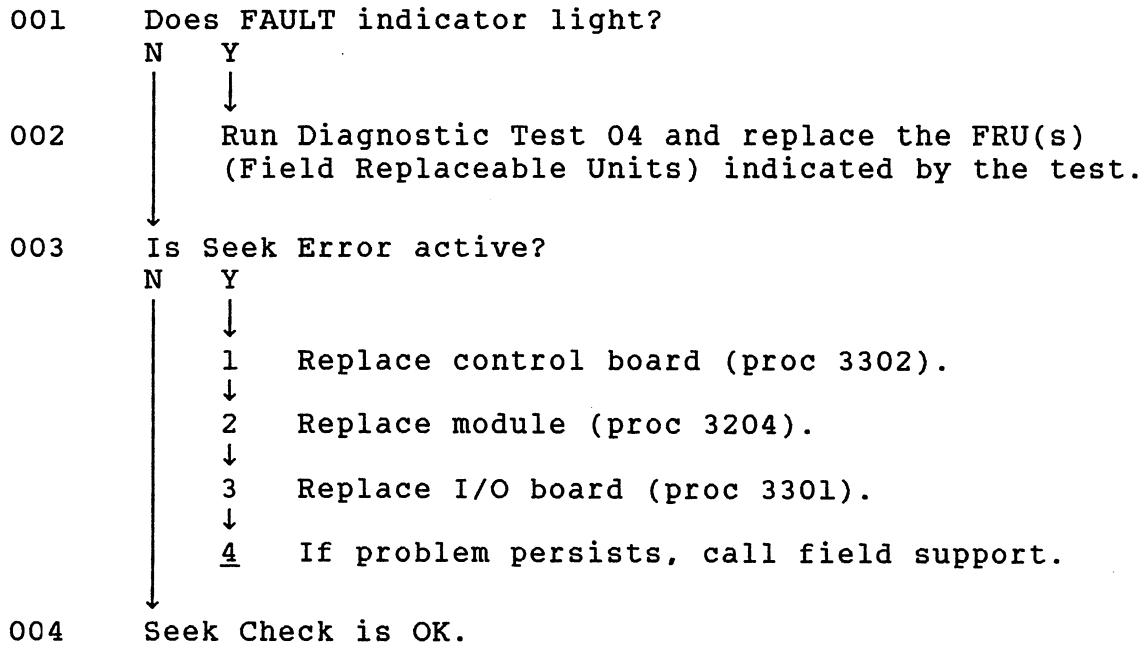 001 Does FAULT indicator light?
N Y
002 Run Diagnostic Test 04 and replace the FRU(s)
(Field Replaceable Units) indicated by the test.
003 Is Seek Error active?
N Y
1 Replace control board (proc 3302).
2 Replace module (proc 3204).
3 Replace I/O board (proc 3301).
4 If problem persists, call field support.
004 Seek Check is OK.